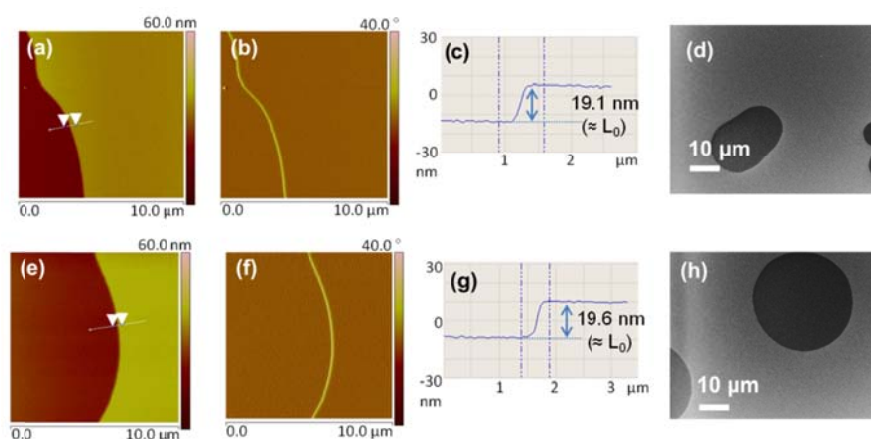 60.0 nm
(a)
0.0 10.0 µm
40.0 °
(b)
0.0 10.0 µm
30
0
-30
nm
(c)
19.1 nm
(≈ L₀)
1 2 µm
(d)
10 µm
60.0 nm
(e)
0.0 10.0 µm
40.0 °
(f)
0.0 10.0 µm
30
0
-30
nm
(g)
19.6 nm
(≈ L₀)
1 2 3 µm
(h)
10 µm